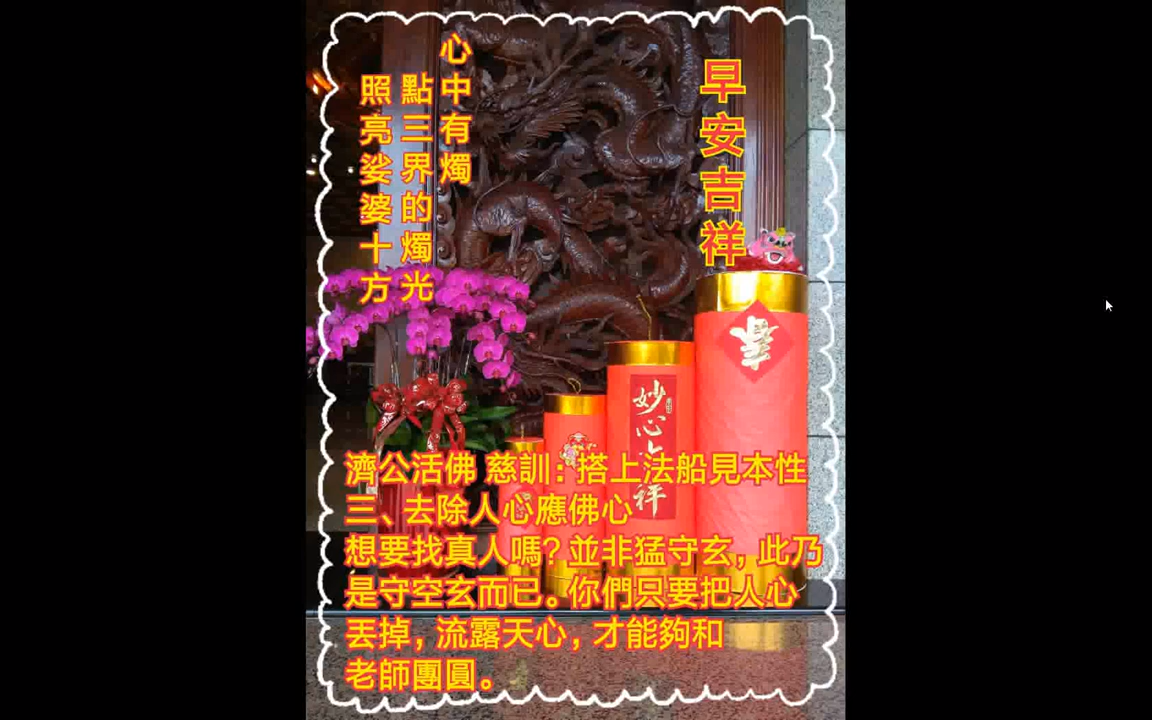 早安吉祥
心中有燭
點三界的燭光
照亮娑婆十方
妙心吉祥
濟公活佛 慈訓：搭上法船見本性
三、去除人心應佛心
想要找真人嗎？並非猛守玄，此乃
是守空玄而已。你們只要把人心
丟掉，流露天心，才能夠和
老師團圓。